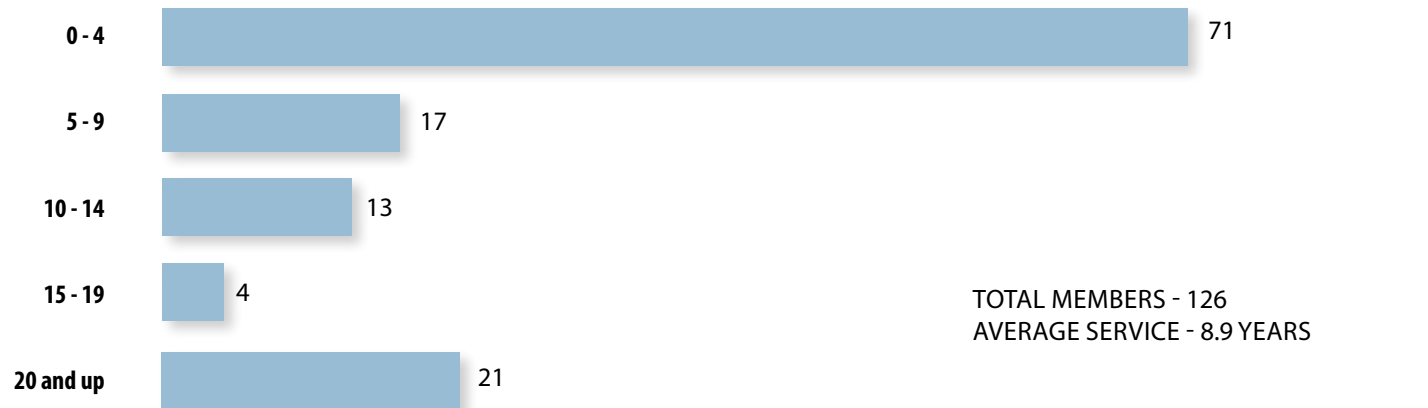 0 - 4
71
5 - 9
17
10 - 14
13
15 - 19
4
TOTAL MEMBERS - 126
AVERAGE SERVICE - 8.9 YEARS
20 and up
21